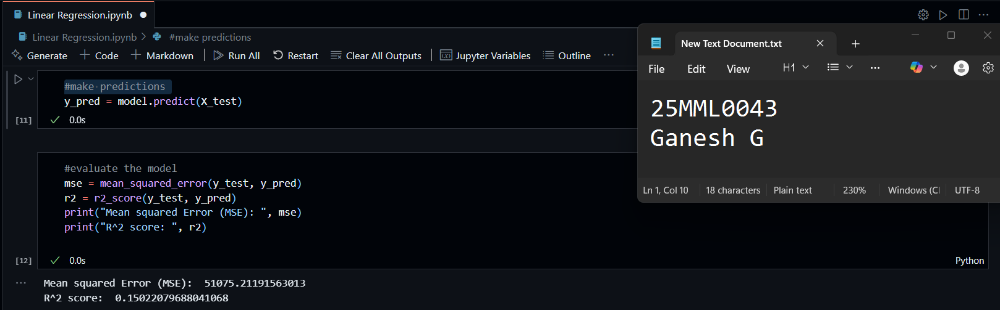 Linear Regression.ipynb
Linear Regression.ipynb > #make predictions
Generate + Code + Markdown Run All Restart Clear All Outputs Jupyter Variables Outline ...
#make predictions
y_pred = model.predict(X_test)
[11] 0.0s
#evaluate the model
mse = mean_squared_error(y_test, y_pred)
r2 = r2_score(y_test, y_pred)
print("Mean squared Error (MSE): ", mse)
print("R^2 score: ", r2)
[12] 0.0s Python
Mean squared Error (MSE):  51075.21191563013
R^2 score:  0.15022079688041068
New Text Document.txt
File Edit View H1
25MML0043
Ganesh G
Ln 1, Col 10 18 characters Plain text 230% Windows (Cl UTF-8